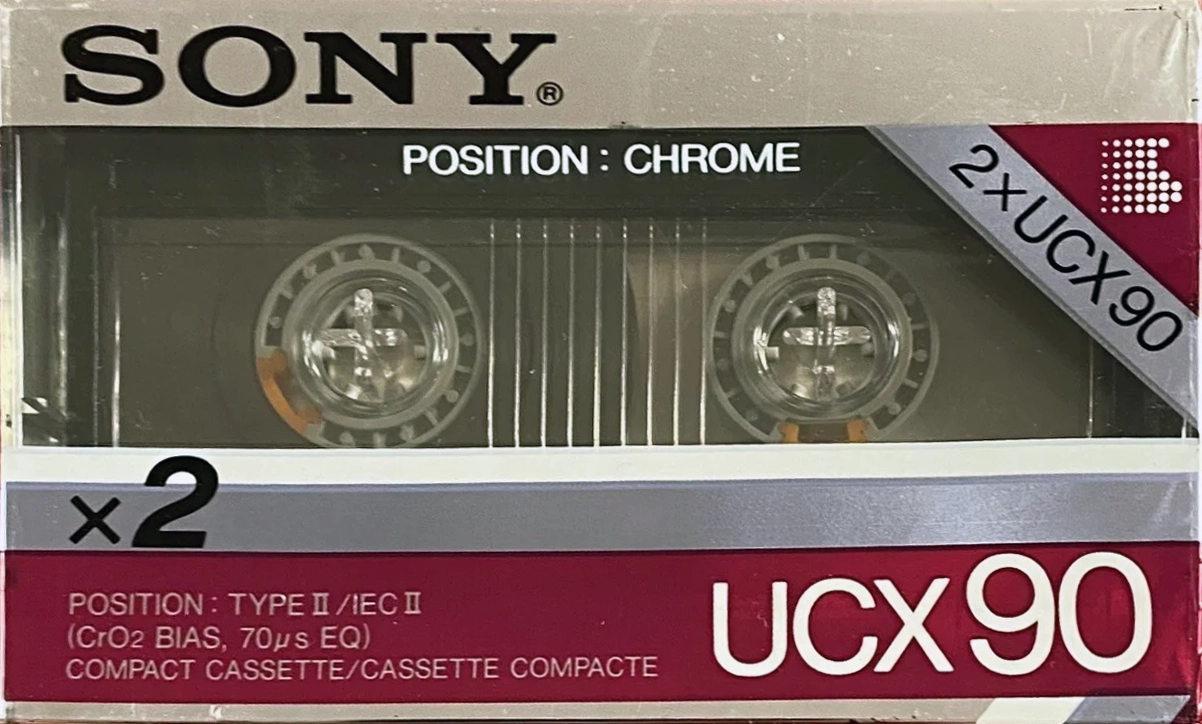 SONY®
POSITION : CHROME
2×UCX90
×2
POSITION : TYPE II/IEC II
(CrO2 BIAS, 70μs EQ)
COMPACT CASSETTE/CASSETTE COMPACTE
UCX90